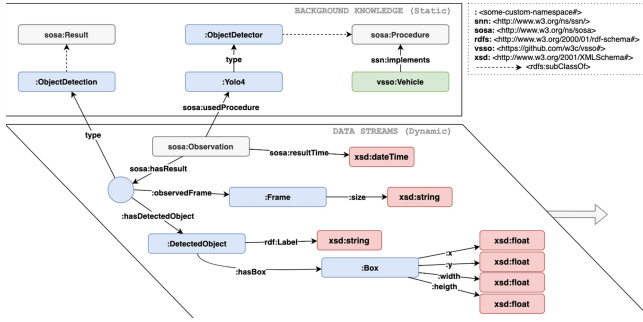 BACKGROUND KNOWLEDGE (Static)
sosa:Result
:ObjectDetector
sosa:Procedure
type
ssn:implements
:ObjectDetection
:Yolo4
vsso:Vehicle
sosa:usedProcedure
: <some-custom-namespace#>
snn: <http://www.w3.org/ns/ssn/>
sosa: <http://www.w3.org/ns/sosa>
rdfs: <http://www.w3.org/2000/01/rdf-schema#>
vsso: <https://github.com/w3c/vsso#>
xsd: <http://www.w3.org/2001/XMLSchema#>
<rdfs:subClassOf>
DATA STREAMS (Dynamic)
type
sosa:Observation
sosa:resultTime
xsd:dateTime
sosa:hasResult
:observedFrame
:Frame
:size
xsd:string
:hasDetectedObject
:DetectedObject
rdf:Label
xsd:string
:hasBox
:Box
:x
xsd:float
:y
xsd:float
:width
xsd:float
:heigth
xsd:float